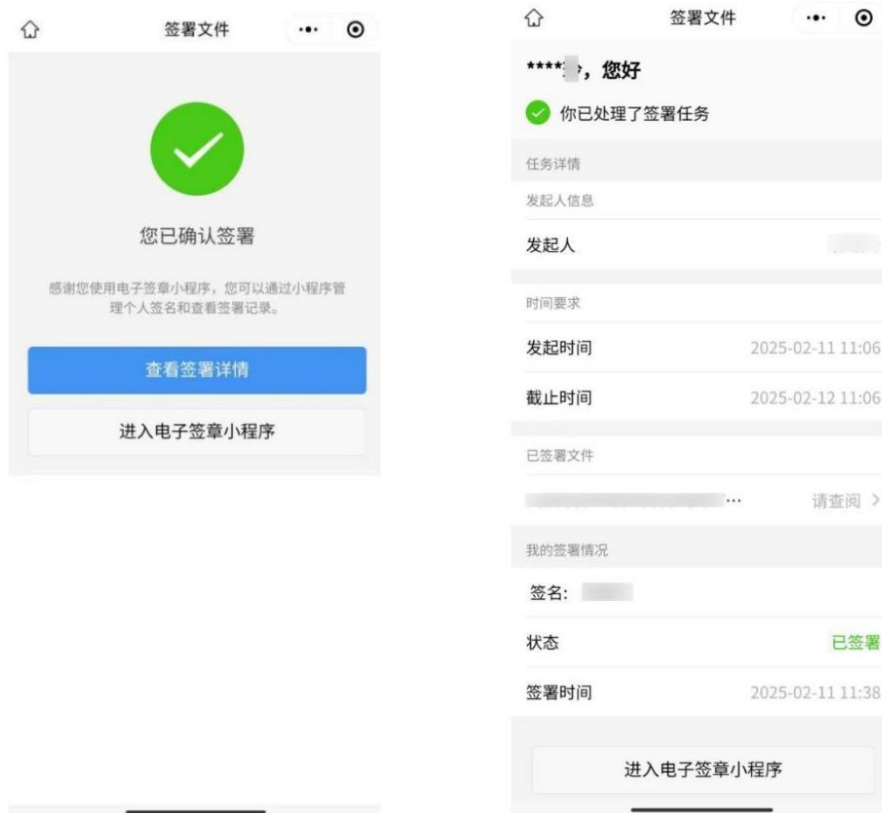 签署文件
您已确认签署
感谢您使用电子签章小程序，您可以通过小程序管
理个人签名和查看签署记录。
查看签署详情
进入电子签章小程序
签署文件
****，您好
你已处理了签署任务
任务详情
发起人信息
发起人
时间要求
发起时间 2025-02-11 11:06
截止时间 2025-02-12 11:06
已签署文件
… 请查阅
我的签署情况
签名:
状态 已签署
签署时间 2025-02-11 11:38
进入电子签章小程序